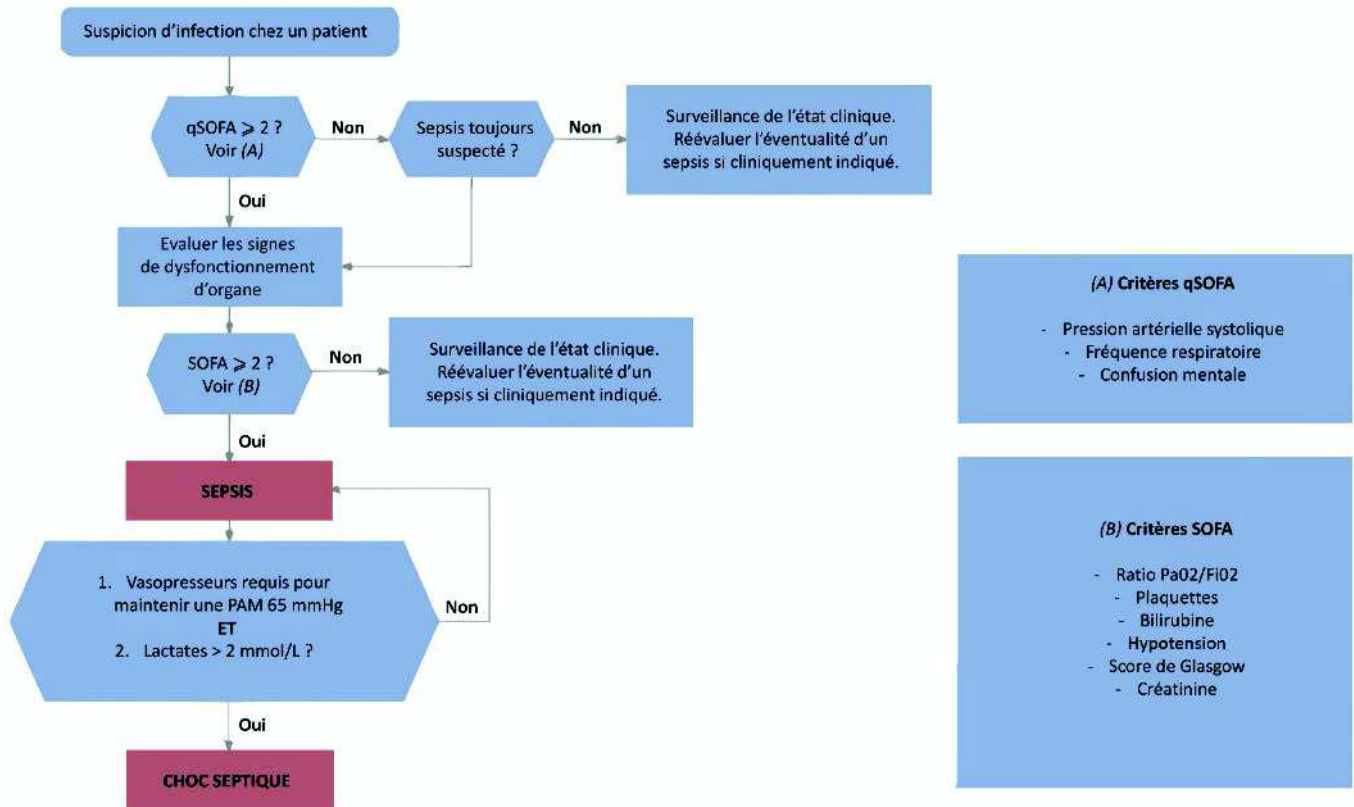 Suspicion d'infection chez un patient
qSOFA ⩾ 2 ?
Voir (A)
Non
Sepsis toujours
suspecté ?
Non
Surveillance de l'état clinique.
Réévaluer l'éventualité d'un
sepsis si cliniquement indiqué.
Oui
Evaluer les signes
de dysfonctionnement
d'organe
SOFA ⩾ 2 ?
Voir (B)
Non
Surveillance de l'état clinique.
Réévaluer l'éventualité d'un
sepsis si cliniquement indiqué.
Oui
SEPSIS
1. Vasopresseurs requis pour
maintenir une PAM 65 mmHg
ET
2. Lactates > 2 mmol/L ?
Non
Oui
CHOC SEPTIQUE
(A) Critères qSOFA
- Pression artérielle systolique
- Fréquence respiratoire
- Confusion mentale
(B) Critères SOFA
- Ratio Pa02/Fi02
- Plaquettes
- Bilirubine
- Hypotension
- Score de Glasgow
- Créatinine